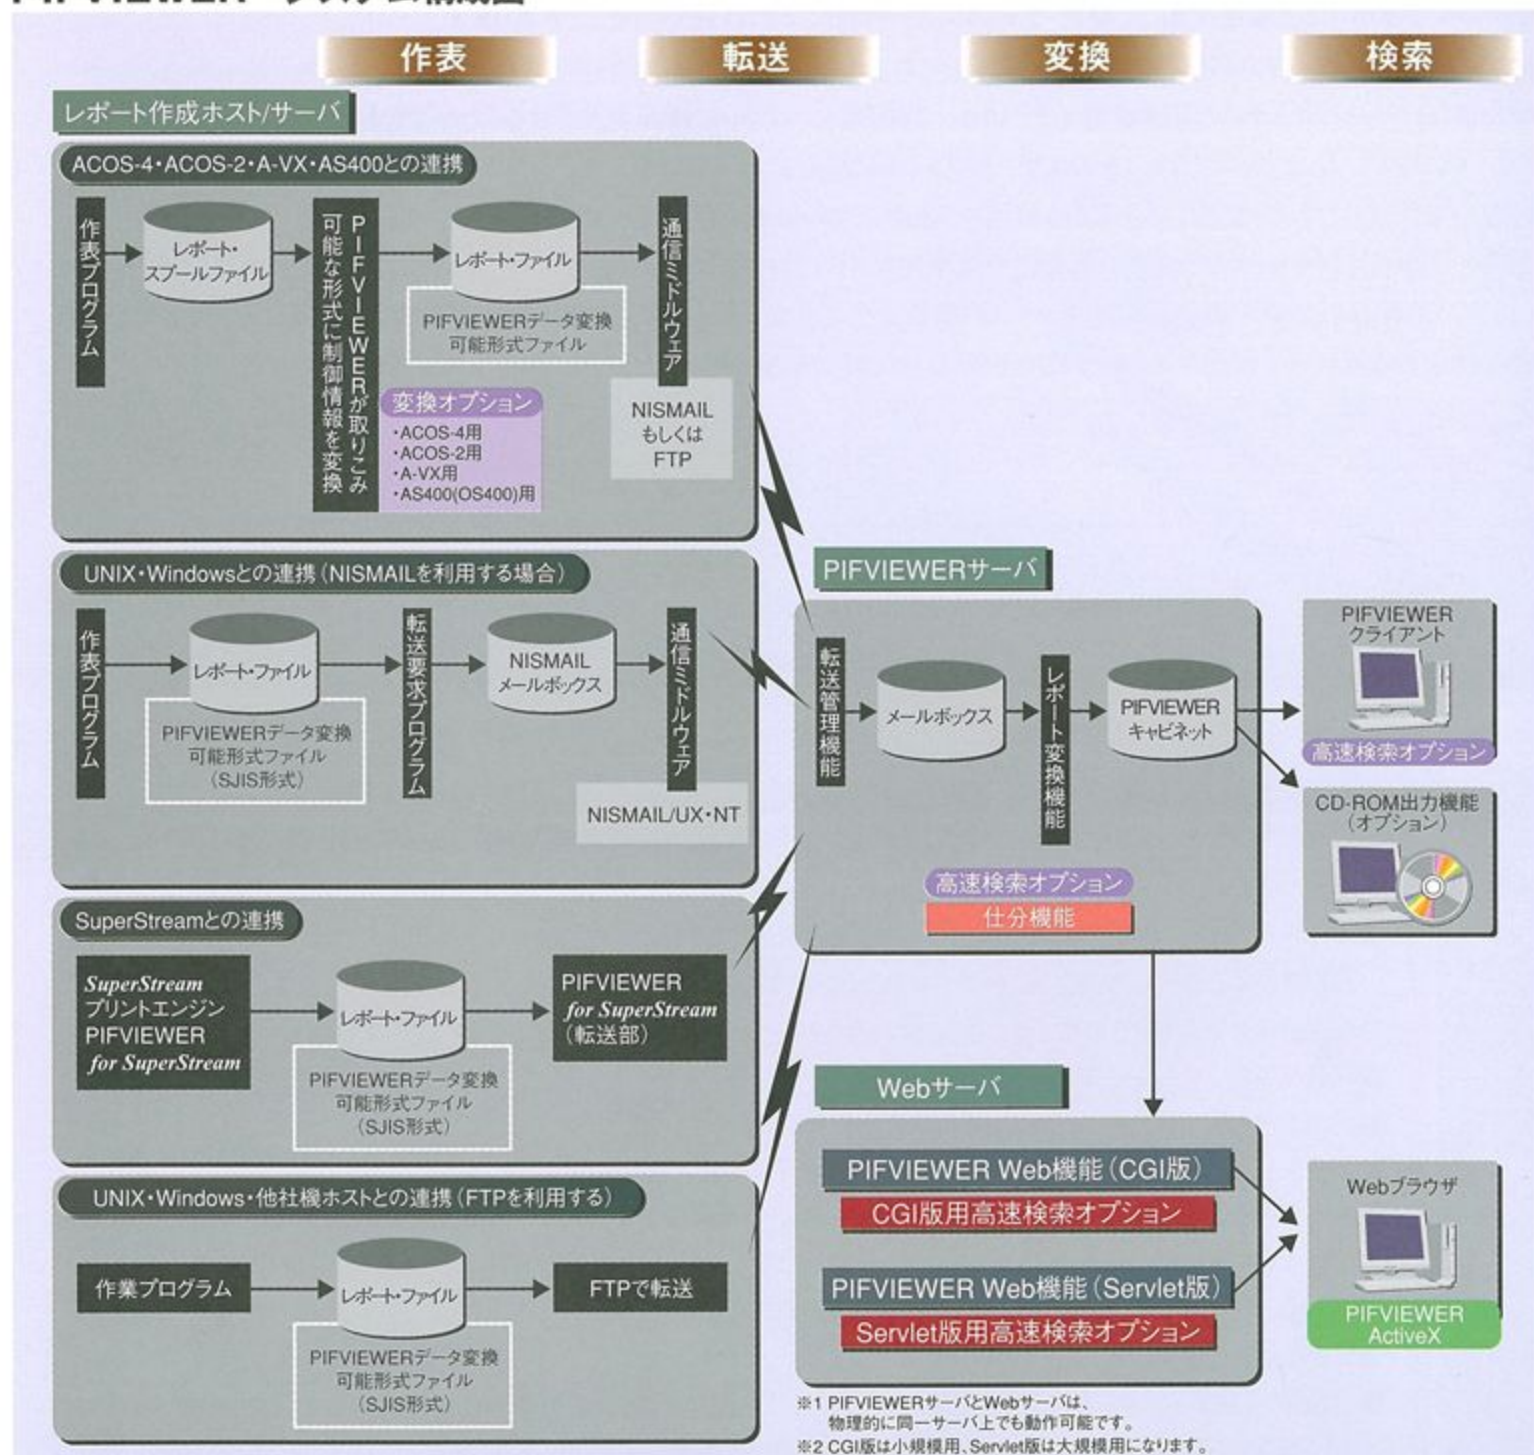 作表
転送
変換
検索
レポート作成ホスト/サーバ
ACOS-4・ACOS-2・A-VX・AS400との連携
作表プログラム
レポート・
スプールファイル
PIFVIEWERが取りこみ
可能な形式に制御情報を変換
レポート・ファイル
PIFVIEWERデータ変換
可能形式ファイル
変換オプション
・ACOS-4用
・ACOS-2用
・A-VX用
・AS400(OS400)用
通信ミドルウェア
NISMAIL
もしくは
FTP
UNIX・Windowsとの連携(NISMAILを利用する場合)
作表プログラム
レポート・ファイル
PIFVIEWERデータ変換
可能形式ファイル
(SJIS形式)
転送要求プログラム
NISMAIL
メールボックス
通信ミドルウェア
NISMAIL/UX・NT
SuperStreamとの連携
SuperStream
プリントエンジン
PIFVIEWER
for SuperStream
レポート・ファイル
PIFVIEWERデータ変換
可能形式ファイル
(SJIS形式)
PIFVIEWER
for SuperStream
(転送部)
UNIX・Windows・他社機ホストとの連携(FTPを利用する)
作業プログラム
レポート・ファイル
PIFVIEWERデータ変換
可能形式ファイル
(SJIS形式)
FTPで転送
PIFVIEWERサーバ
転送管理機能
メールボックス
レポート変換機能
PIFVIEWER
キャビネット
高速検索オプション
仕分機能
PIFVIEWER
クライアント
高速検索オプション
CD-ROM出力機能
(オプション)
Webサーバ
PIFVIEWER Web機能(CGI版)
CGI版用高速検索オプション
PIFVIEWER Web機能(Servlet版)
Servlet版用高速検索オプション
Webブラウザ
PIFVIEWER
ActiveX
※1 PIFVIEWERサーバとWebサーバは、
物理的に同一サーバ上でも動作可能です。
※2 CGI版は小規模用、Servlet版は大規模用になります。